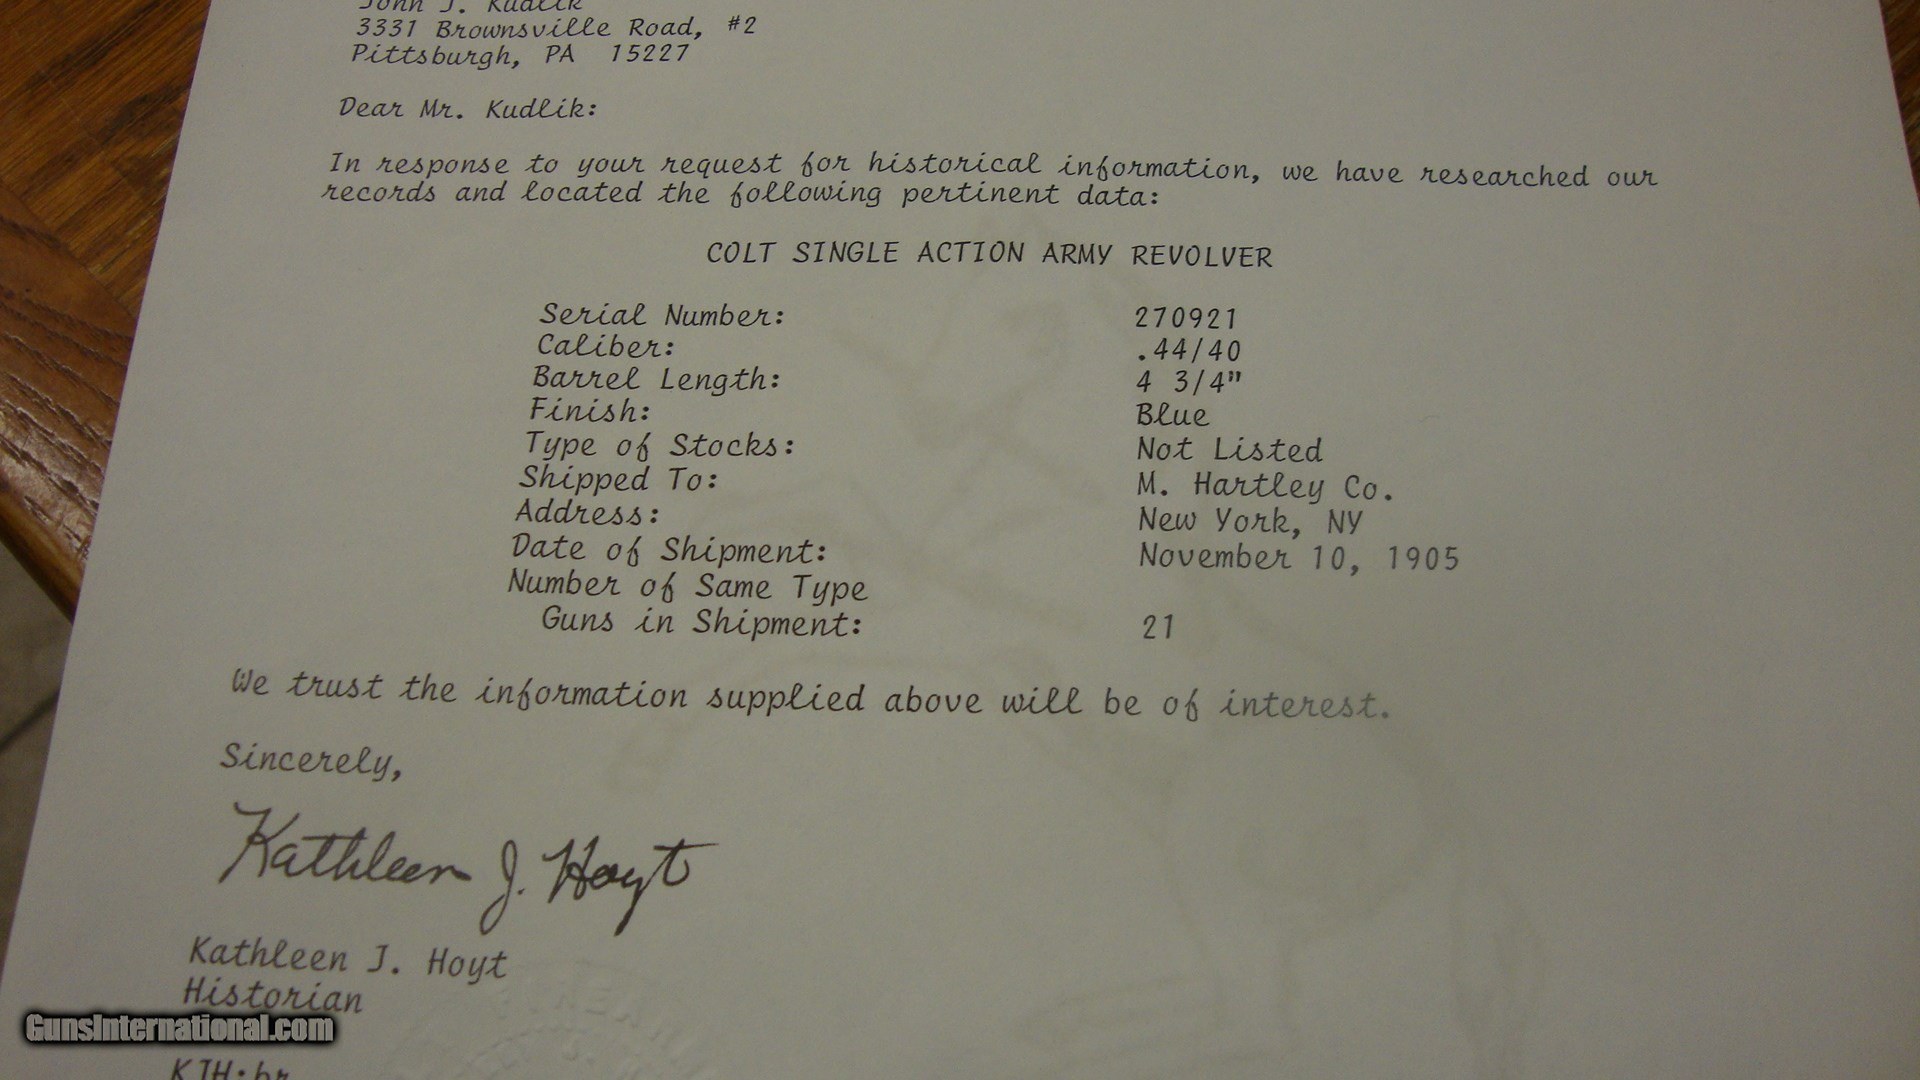 John J. Kudlik
3331 Brownsville Road, #2
Pittsburgh, PA 15227
Dear Mr. Kudlik:
In response to your request for historical information, we have researched our
records and located the following pertinent data:
COLT SINGLE ACTION ARMY REVOLVER
Serial Number: 270921
Caliber: .44/40
Barrel Length: 4 3/4"
Finish: Blue
Type of Stocks: Not Listed
Shipped To: M. Hartley Co.
Address: New York, NY
Date of Shipment: November 10, 1905
Number of Same Type
Guns in Shipment: 21
We trust the information supplied above will be of interest.
Sincerely,
Kathleen J. Hoyt
Kathleen J. Hoyt
Historian
GunsInternational.com
KJH:br